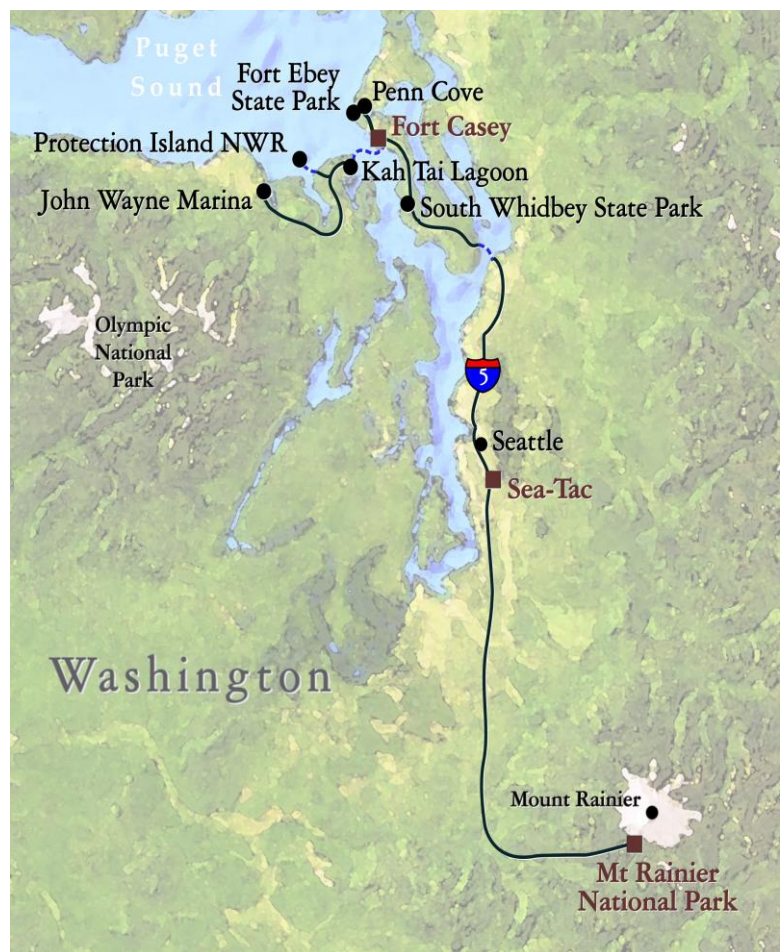 Puget
Sound
Fort Ebey
State Park
Penn Cove
Fort Casey
Protection Island NWR
Kah Tai Lagoon
John Wayne Marina
South Whidbey State Park
Olympic
National
Park
5
Seattle
Sea-Tac
Washington
Mount Rainier
Mt Rainier
National Park